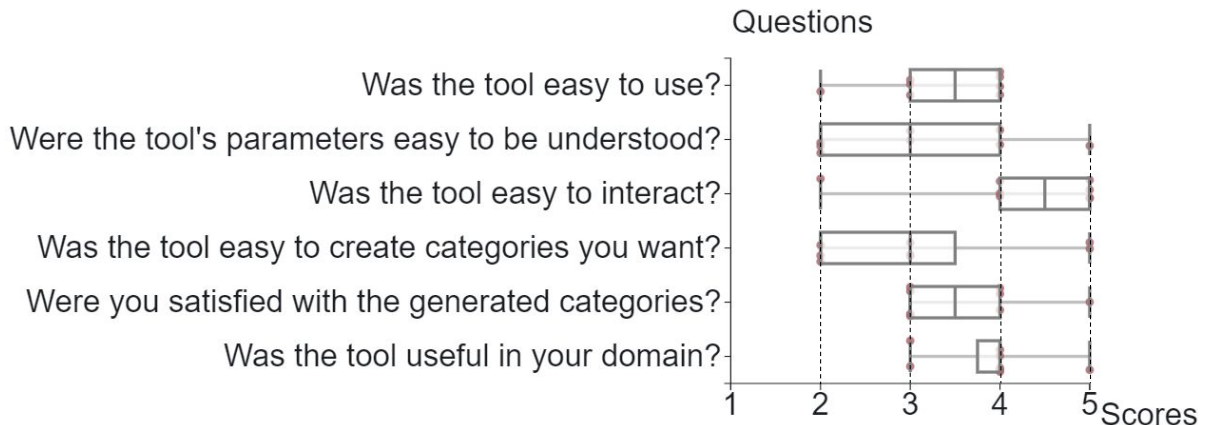 Questions
Was the tool easy to use?
Were the tool's parameters easy to be understood?
Was the tool easy to interact?
Was the tool easy to create categories you want?
Were you satisfied with the generated categories?
Was the tool useful in your domain?
1 2 3 4 5
Scores